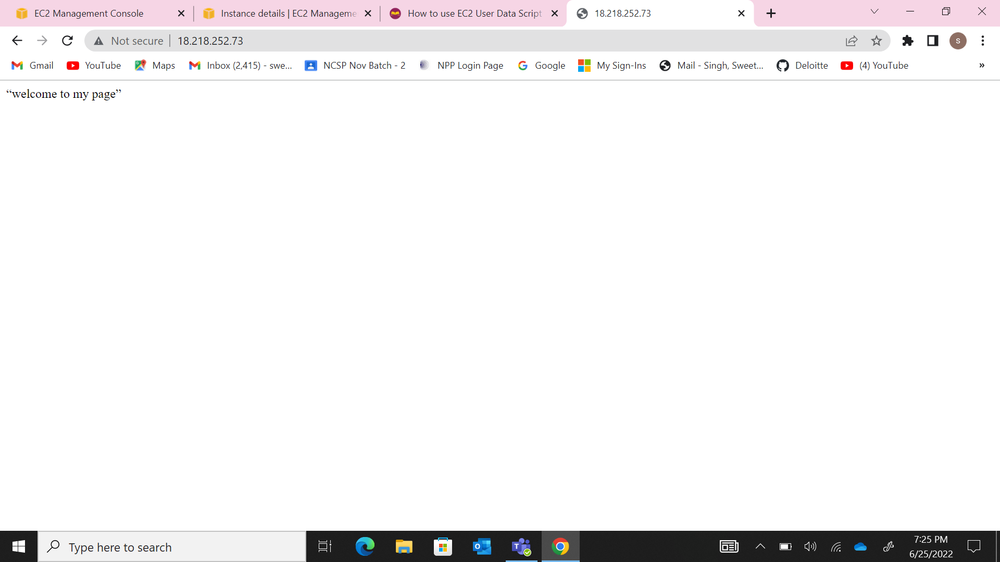 EC2 Management Console
Instance details | EC2 Manageme
How to use EC2 User Data Script
18.218.252.73
Not secure 18.218.252.73
S
Gmail YouTube Maps Inbox (2,415) - swe... NCSP Nov Batch - 2 NPP Login Page Google My Sign-Ins Mail - Singh, Sweet... Deloitte (4) YouTube »
“welcome to my page”
Type here to search
7:25 PM
6/25/2022